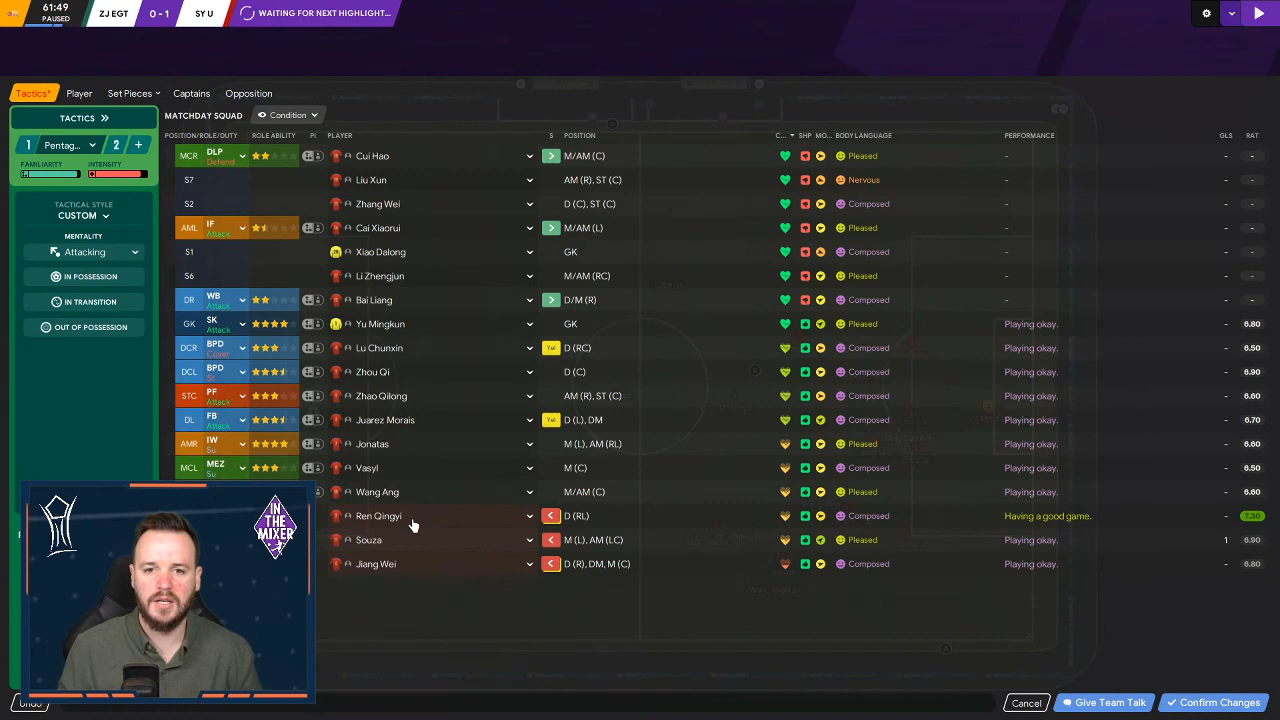 61:49
PAUSED
ZJ EGT 0 - 1 SY U WAITING FOR NEXT HIGHLIGHT...
Tactics* Player Set Pieces Captains Opposition
TACTICS
1 Pentag... 2 +
FAMILIARITY INTENSITY
TACTICAL STYLE
CUSTOM
MENTALITY
Attacking
IN POSSESSION
IN TRANSITION
OUT OF POSSESSION
MATCHDAY SQUAD Condition
POSITION/ROLE/DUTY ROLE ABILITY PI PLAYER S POSITION C... SHP MO... BODY LANGUAGE PERFORMANCE GLS RAT
MCR DLP Defend Cui Hao M/AM (C) Pleased - - -
S7 Liu Xun AM (R), ST (C) Nervous - - -
S2 Zhang Wei D (C), ST (C) Composed - - -
AML IF Attack Cai Xiaorui M/AM (L) Pleased - - -
S1 Xiao Dalong GK Composed - - -
S6 Li Zhengjun M/AM (RC) Pleased - - -
DR WB Attack Bai Liang D/M (R) Composed - - -
GK SK Attack Yu Mingkun GK Pleased Playing okay. - 6.80
DCR BPD Cover Lu Chunxin Yel D (RC) Composed Playing okay. - 6.50
DCL BPD St Zhou Qi D (C) Composed Playing okay. - 6.90
STC PF Attack Zhao Qilong AM (R), ST (C) Composed Playing okay. - 6.60
DL FB Attack Juarez Morais Yel D (L), DM Composed Playing okay. - 6.70
AMR IW Su Jonatas M (L), AM (RL) Pleased Playing okay. - 6.60
MCL MEZ Su Vasyl M (C) Composed Playing okay. - 6.50
Wang Ang M/AM (C) Pleased Playing okay. - 6.60
Ren Qingyi D (RL) Composed Having a good game. - 7.30
Souza M (L), AM (LC) Pleased Playing okay. 1 6.90
Jiang Wei D (R), DM, M (C) Composed Playing okay. - 6.80
IN
THE
MIXER
Undo Cancel Give Team Talk Confirm Changes